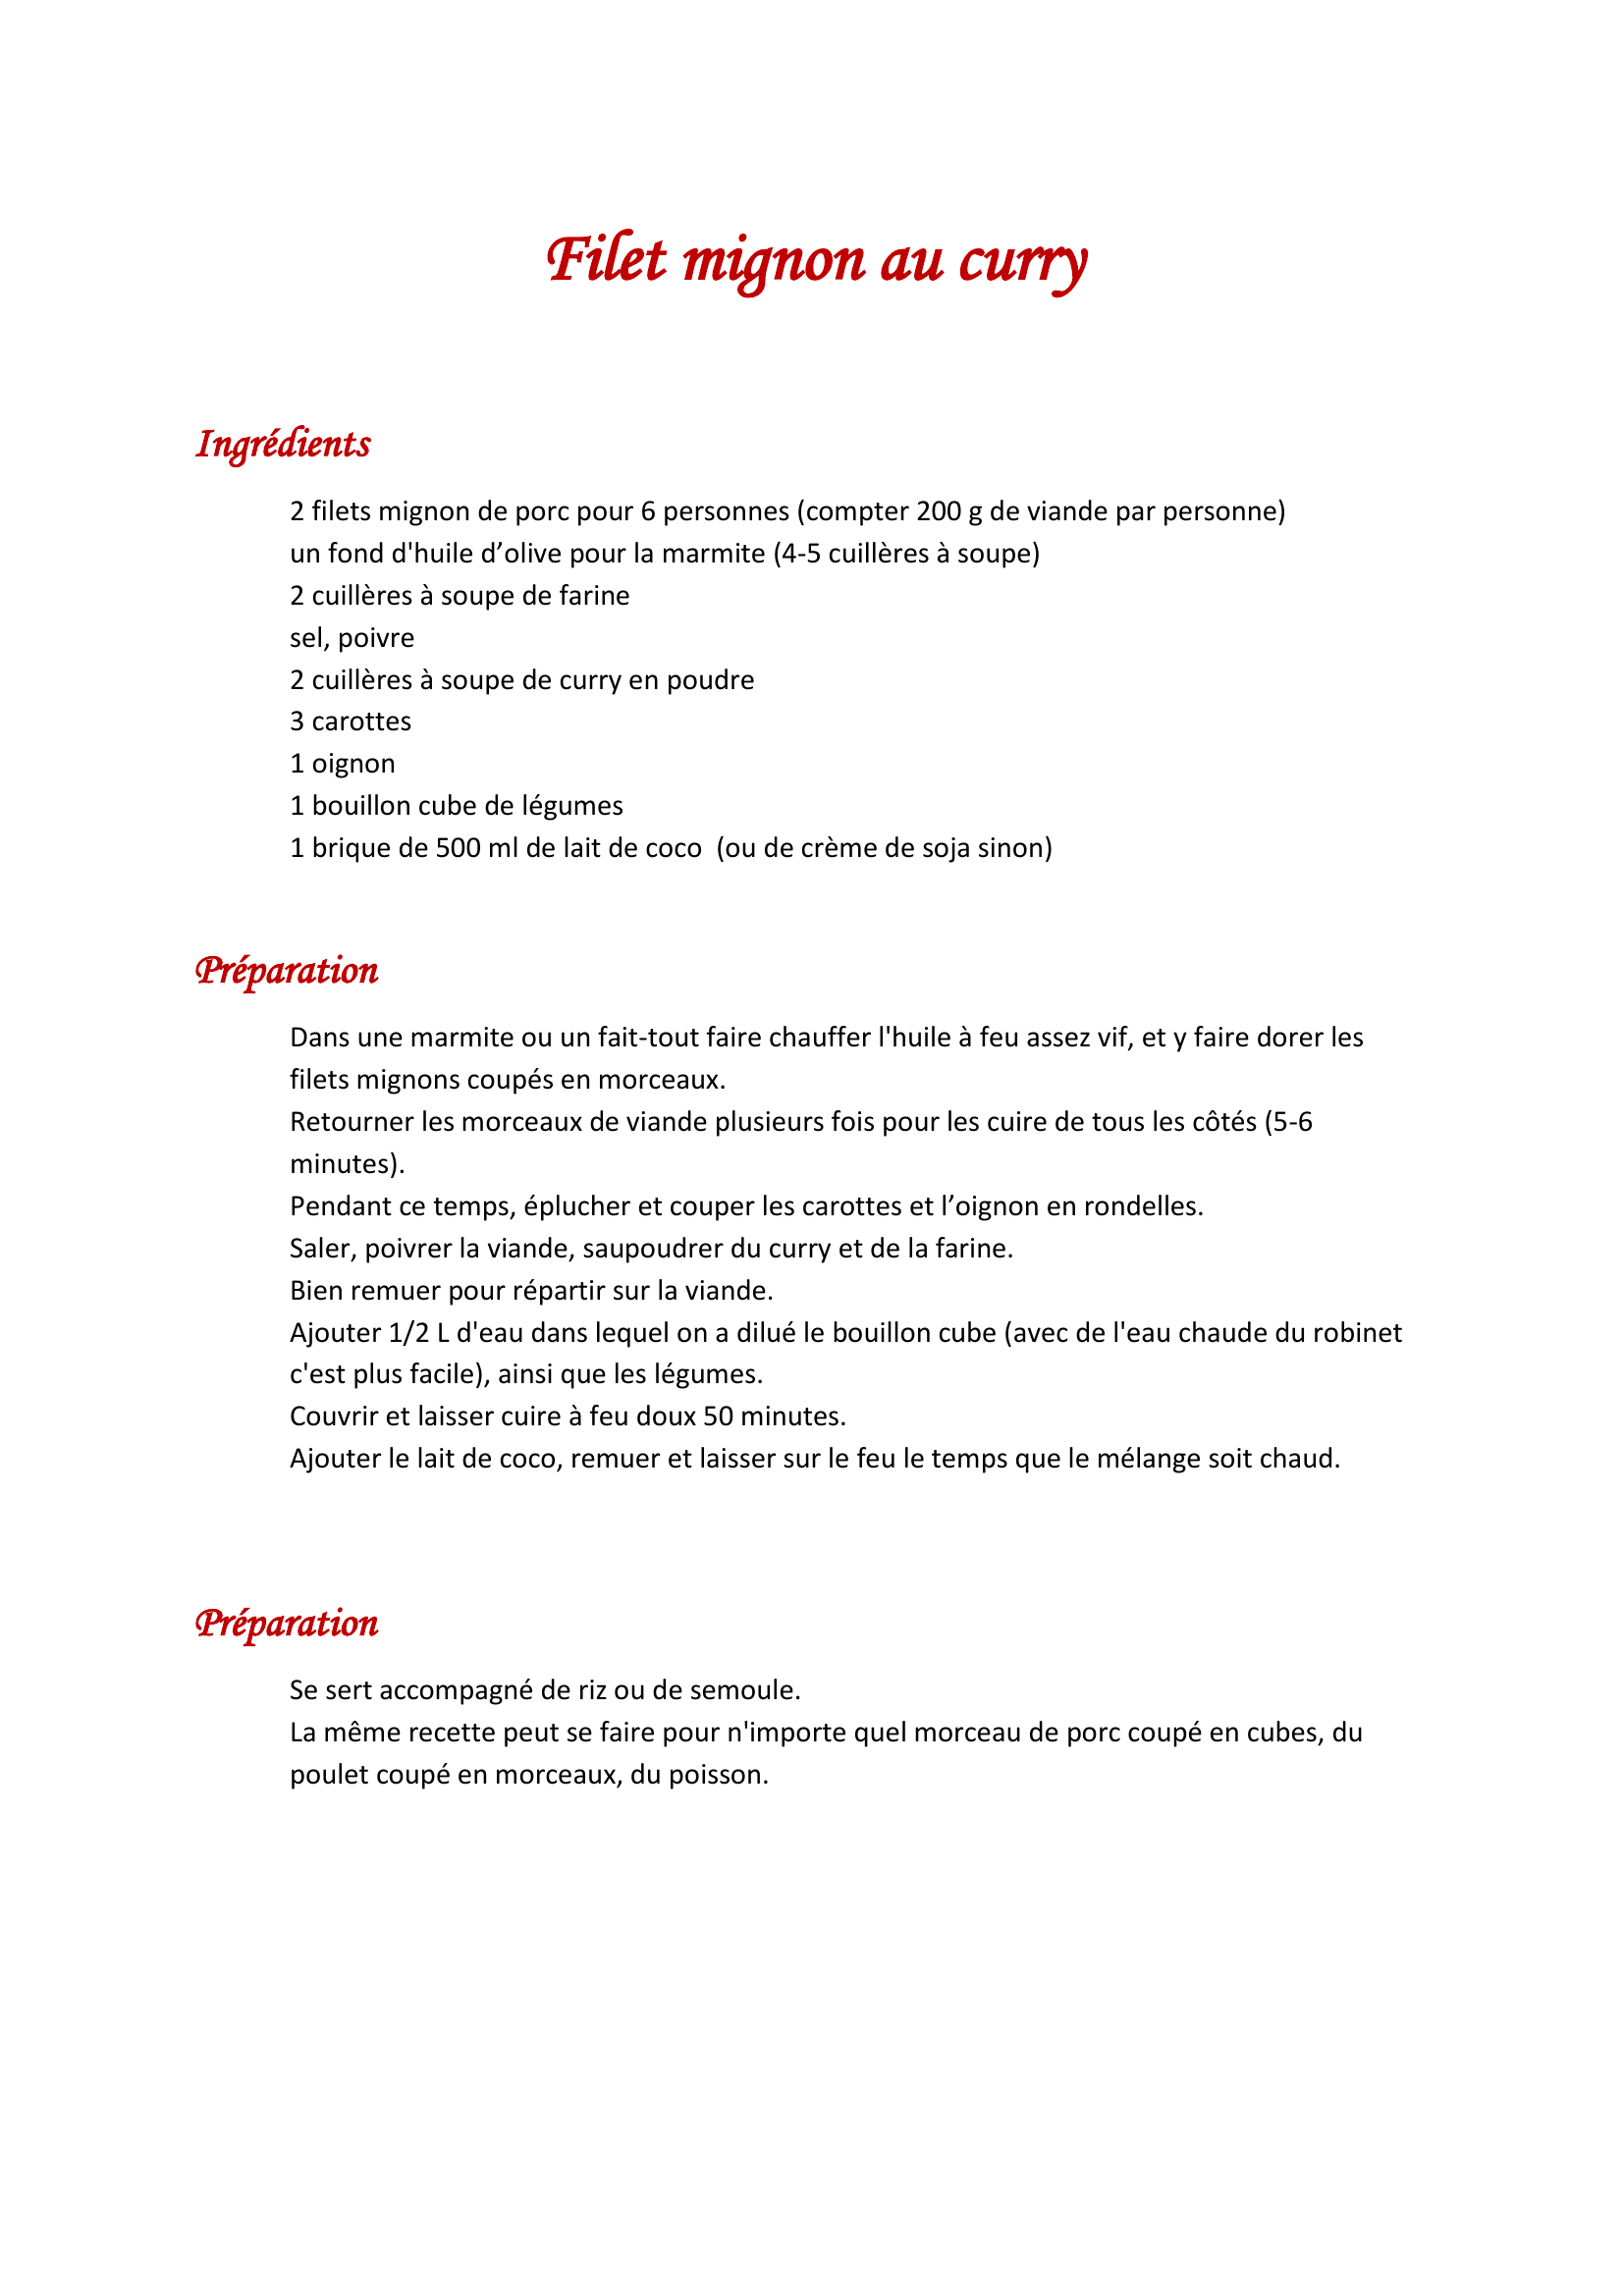 Filet mignon au curry
Ingrédients
2 filets mignon de porc pour 6 personnes (compter 200 g de viande par personne)
un fond d'huile d’olive pour la marmite (4-5 cuillères à soupe)
2 cuillères à soupe de farine
sel, poivre
2 cuillères à soupe de curry en poudre
3 carottes
1 oignon
1 bouillon cube de légumes
1 brique de 500 ml de lait de coco  (ou de crème de soja sinon)
Préparation
Dans une marmite ou un fait-tout faire chauffer l'huile à feu assez vif, et y faire dorer les
filets mignons coupés en morceaux.
Retourner les morceaux de viande plusieurs fois pour les cuire de tous les côtés (5-6
minutes).
Pendant ce temps, éplucher et couper les carottes et l’oignon en rondelles.
Saler, poivrer la viande, saupoudrer du curry et de la farine.
Bien remuer pour répartir sur la viande.
Ajouter 1/2 L d'eau dans lequel on a dilué le bouillon cube (avec de l'eau chaude du robinet
c'est plus facile), ainsi que les légumes.
Couvrir et laisser cuire à feu doux 50 minutes.
Ajouter le lait de coco, remuer et laisser sur le feu le temps que le mélange soit chaud.
Préparation
Se sert accompagné de riz ou de semoule.
La même recette peut se faire pour n'importe quel morceau de porc coupé en cubes, du
poulet coupé en morceaux, du poisson.